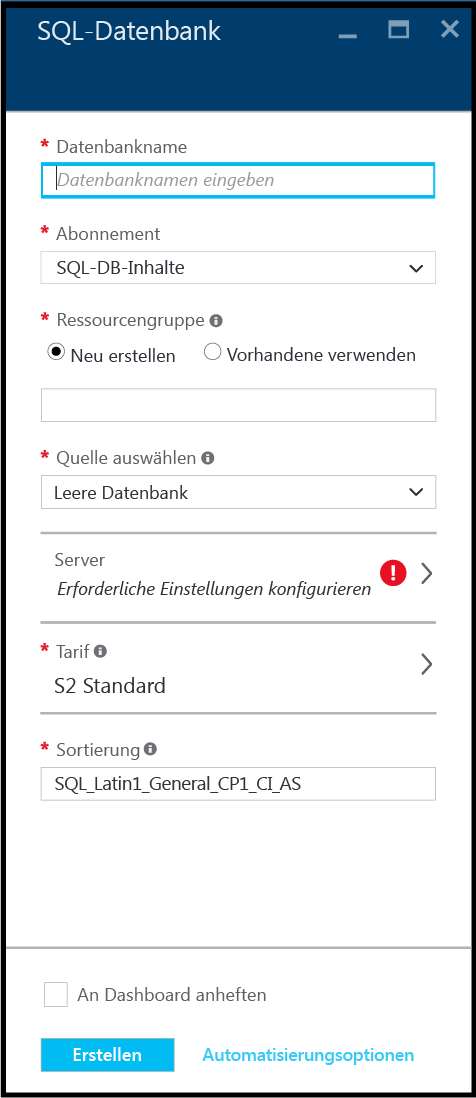 SQL-Datenbank
* Datenbankname
Datenbanknamen eingeben
* Abonnement
SQL-DB-Inhalte
* Ressourcengruppe
Neu erstellen Vorhandene verwenden
* Quelle auswählen
Leere Datenbank
Server
Erforderliche Einstellungen konfigurieren
* Tarif
S2 Standard
* Sortierung
SQL_Latin1_General_CP1_CI_AS
An Dashboard anheften
Erstellen Automatisierungsoptionen